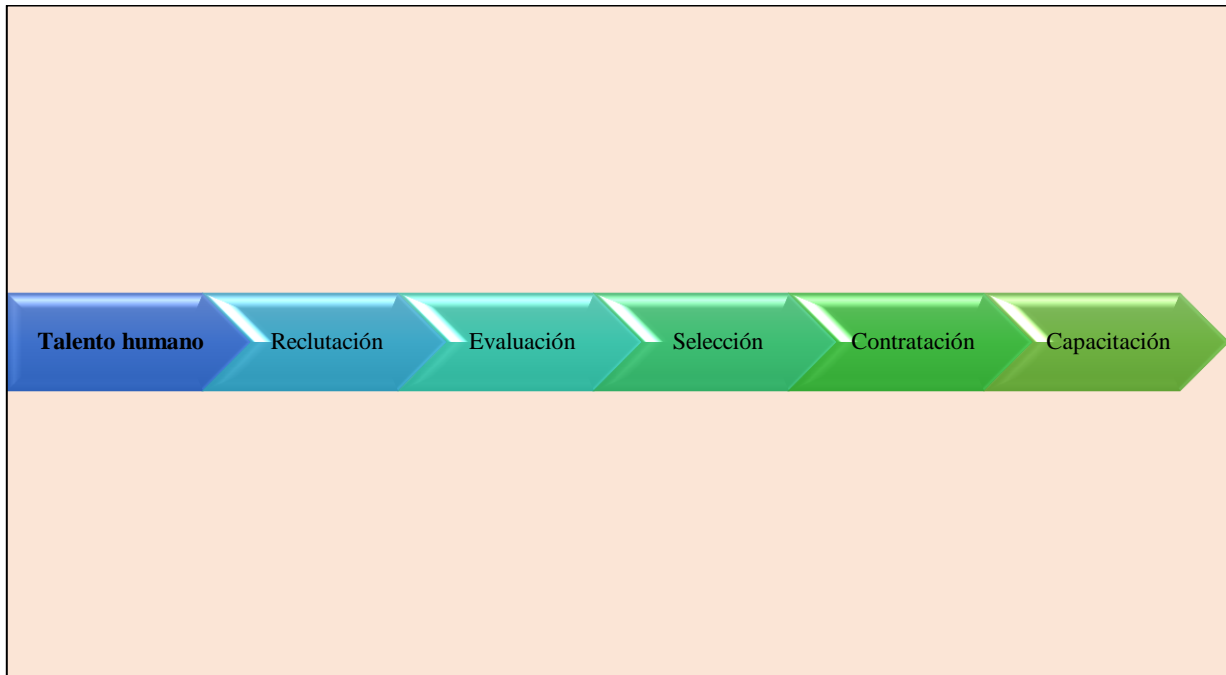 Talento humano
Reclutación
Evaluación
Selección
Contratación
Capacitación